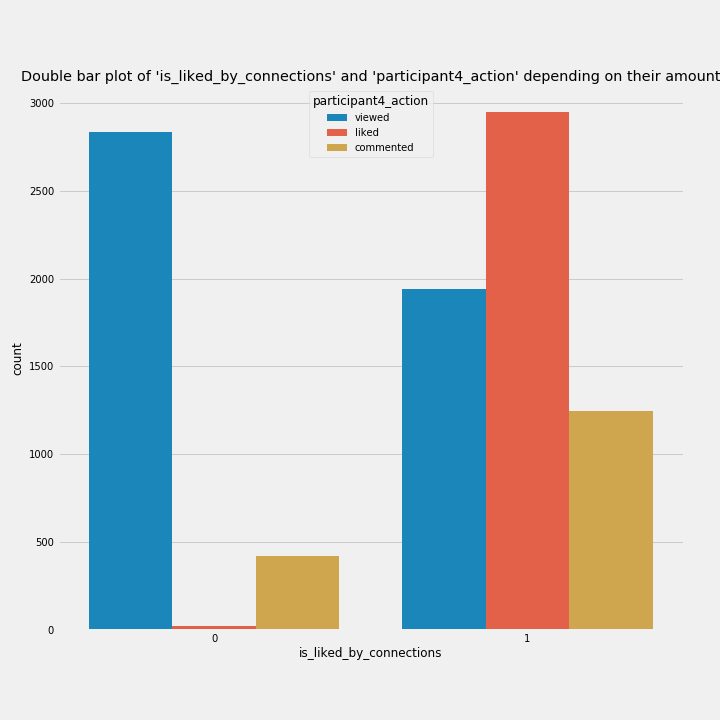 Double bar plot of 'is_liked_by_connections' and 'participant4_action' depending on their amount
participant4_action
viewed
liked
commented
3000
2500
2000
1500
1000
500
0
count
0
1
is_liked_by_connections